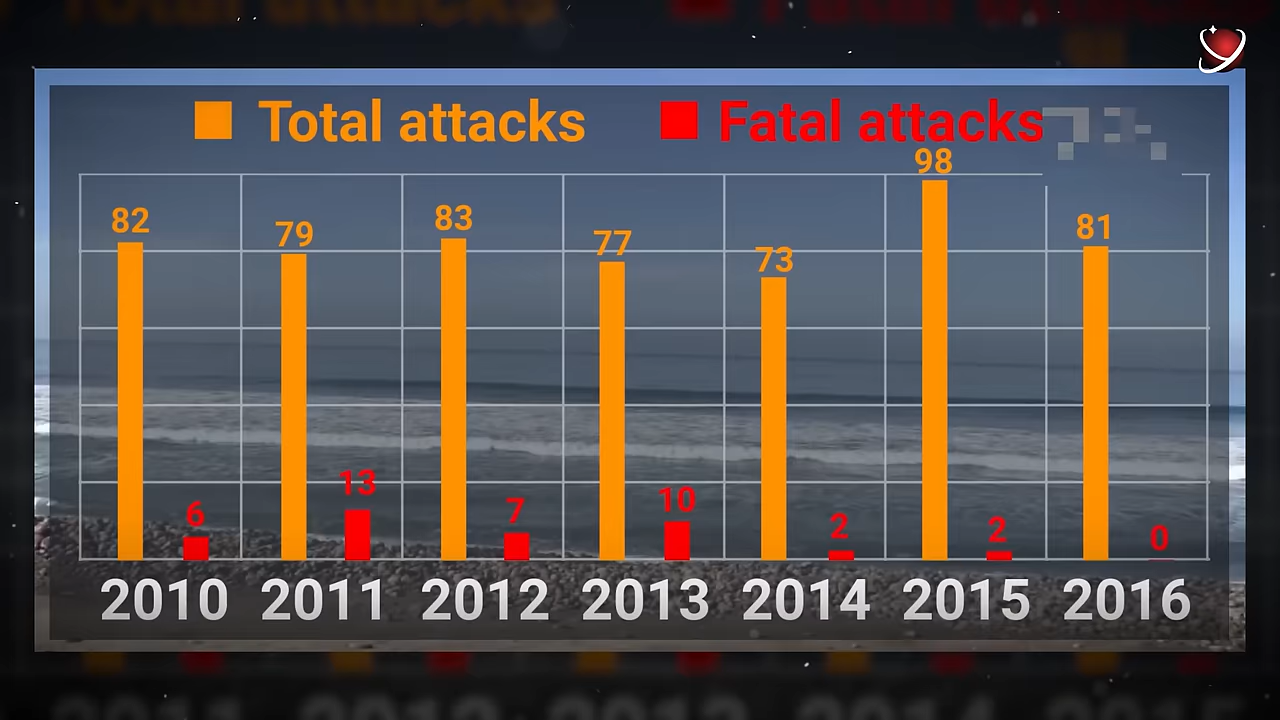 Total attacks Fatal attacks
82 79 83 77 73 98 81
6 13 7 10 2 2 0
2010 2011 2012 2013 2014 2015 2016